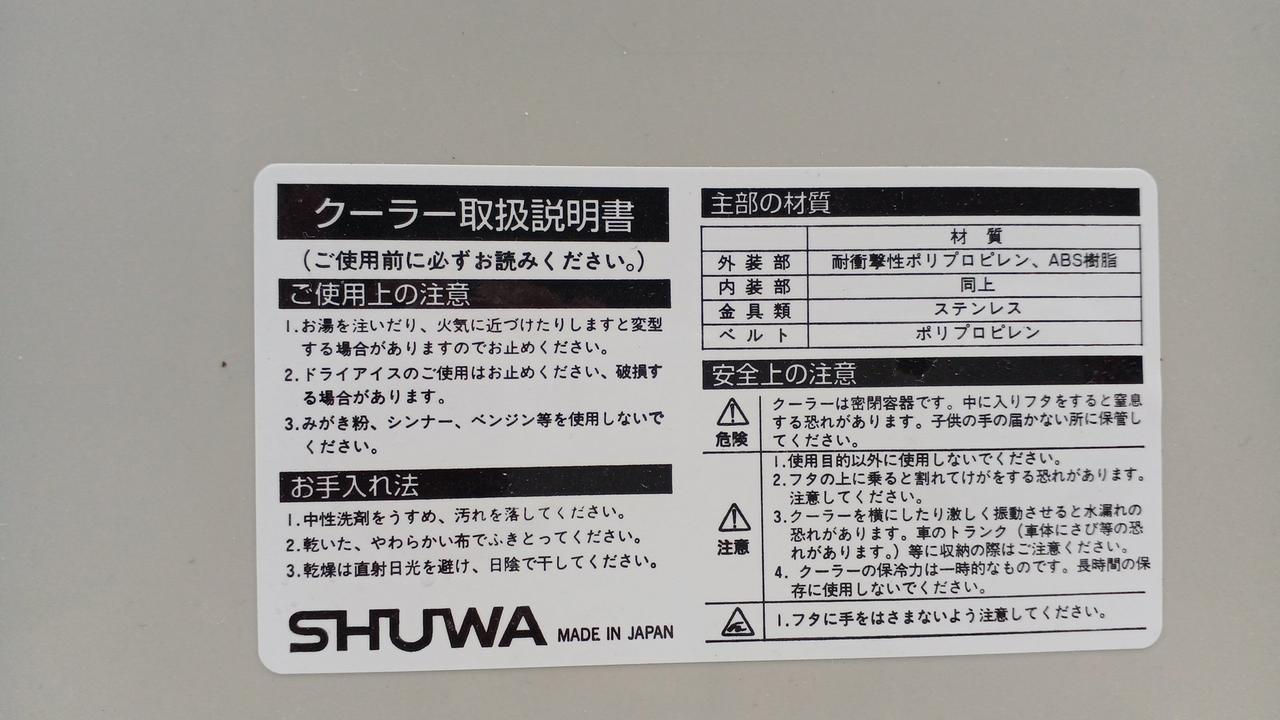 クーラー取扱説明書
(ご使用前に必ずお読みください。)
ご使用上の注意
1.お湯を注いだり、火気に近づけたりしますと変型
する場合がありますのでお止めください。
2.ドライアイスのご使用はお止めください、破損す
る場合があります。
3.みがき粉、シンナー、ベンジン等を使用しないで
ください。
お手入れ法
1.中性洗剤をうすめ、汚れを落してください。
2.乾いた、やわらかい布でふきとってください。
3.乾燥は直射日光を避け、日陰で干してください。
SHUWA MADE IN JAPAN
主部の材質
材 質
外装部 耐衝撃性ポリプロピレン、ABS樹脂
内装部 同上
金具類 ステンレス
ベルト ポリプロピレン
安全上の注意
危険
クーラーは密閉容器です。中に入りフタをすると窒息
する恐れがあります。子供の手の届かない所に保管し
てください。
注意
1.使用目的以外に使用しないでください。
2.フタの上に乗ると割れてけがをする恐れがあります。
注意してください。
3.クーラーを横にしたり激しく振動させると水漏れの
恐れがあります。車のトランク(車体にさび等の恐
れがあります。)等に収納の際はご注意ください。
4. クーラーの保冷力は一時的なものです。長時間の保
存に使用しないでください。
1.フタに手をはさまないよう注意してください。